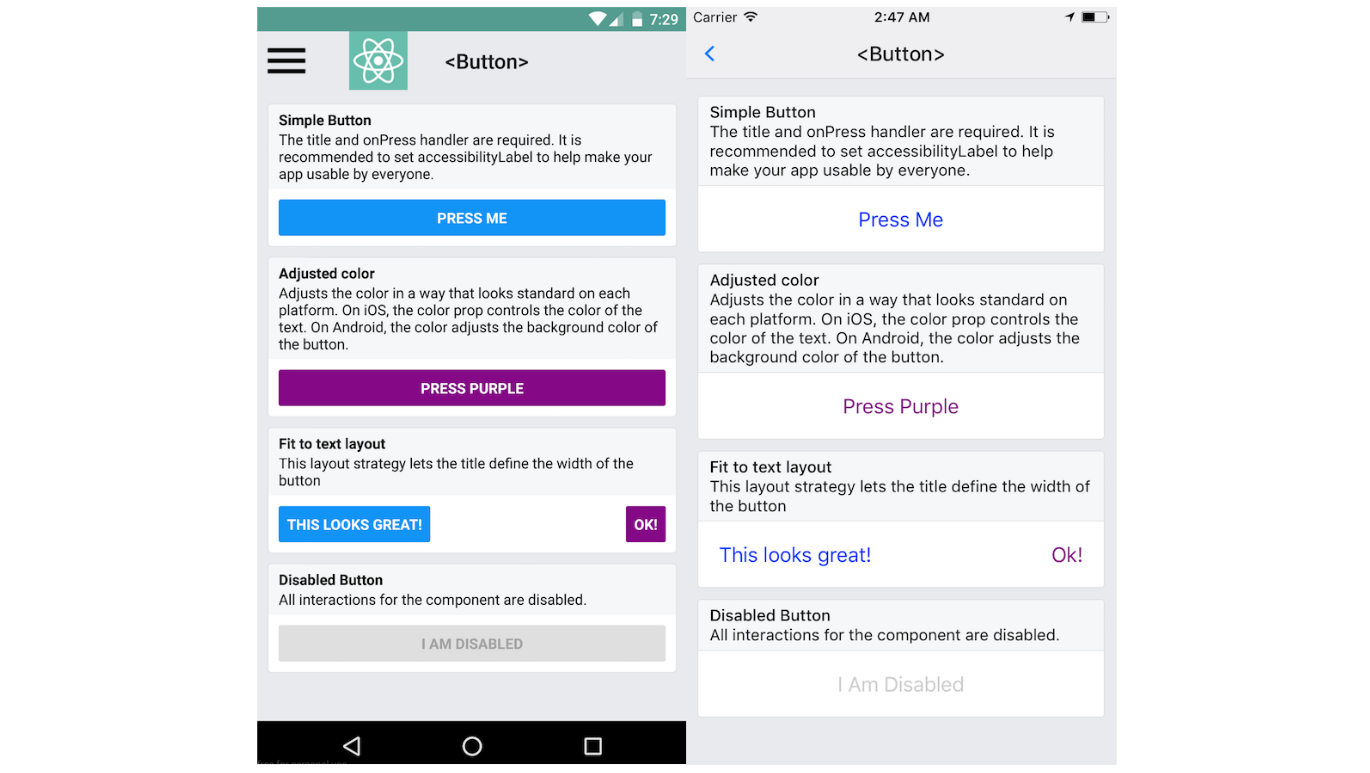 7:29
<Button>
Simple Button
The title and onPress handler are required. It is
recommended to set accessibilityLabel to help make your
app usable by everyone.
PRESS ME
Adjusted color
Adjusts the color in a way that looks standard on each
platform. On iOS, the color prop controls the color of the
text. On Android, the color adjusts the background color of
the button.
PRESS PURPLE
Fit to text layout
This layout strategy lets the title define the width of the
button
THIS LOOKS GREAT! OK!
Disabled Button
All interactions for the component are disabled.
I AM DISABLED
Carrier 2:47 AM
<Button>
Simple Button
The title and onPress handler are required. It is
recommended to set accessibilityLabel to help
make your app usable by everyone.
Press Me
Adjusted color
Adjusts the color in a way that looks standard on
each platform. On iOS, the color prop controls the
color of the text. On Android, the color adjusts the
background color of the button.
Press Purple
Fit to text layout
This layout strategy lets the title define the width of
the button
This looks great! Ok!
Disabled Button
All interactions for the component are disabled.
I Am Disabled